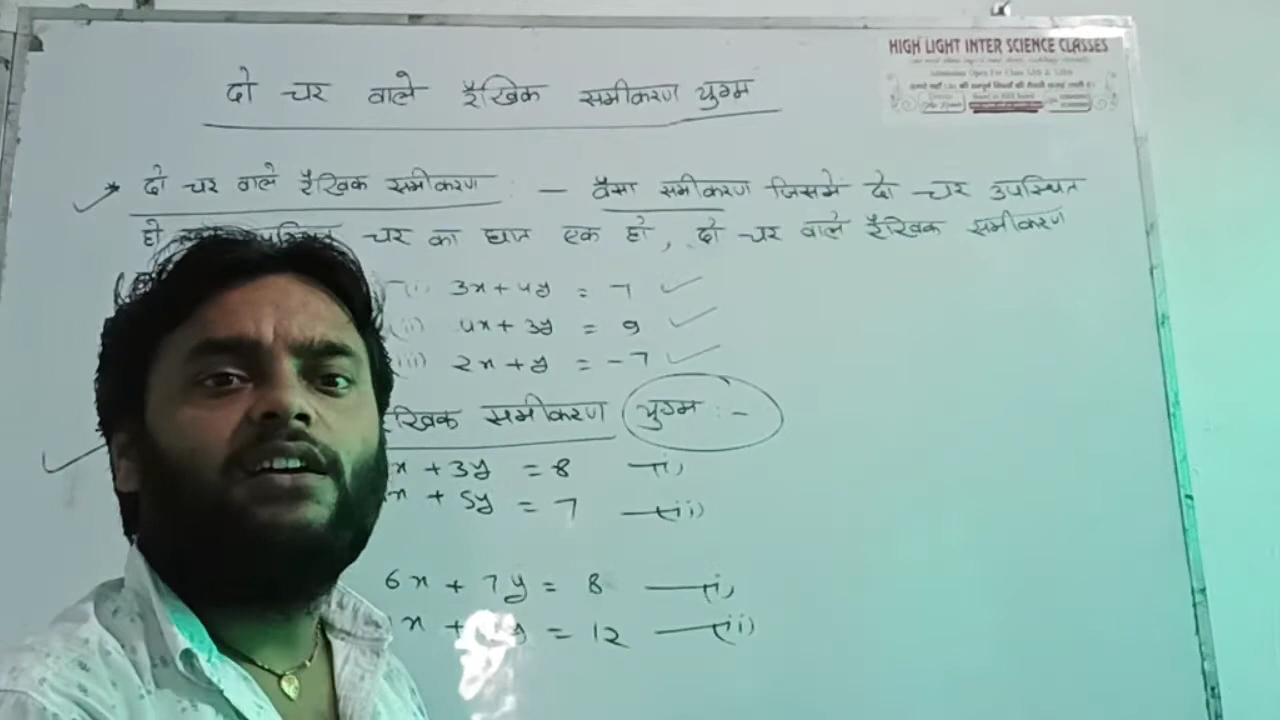 HIGH LIGHT INTER SCIENCE CLASSES
दो चर वाले रैखिक समीकरण युग्म
* दो चर वाले रैखिक समीकरण : — वैसा समीकरण जिसमें दो चर उपस्थित
हो चर का घात एक हो, दो चर वाले रैखिक समीकरण
(i) 3x + 4y = 7 ✓
(ii) 4x + 3y = 9 ✓
(iii) 2x + y = -7 ✓
समीकरण युग्म :-
x + 3y = 8 —(i)
x + 5y = 7 —(ii)
6x + 7y = 8 —(i)
x + y = 12 —(ii)